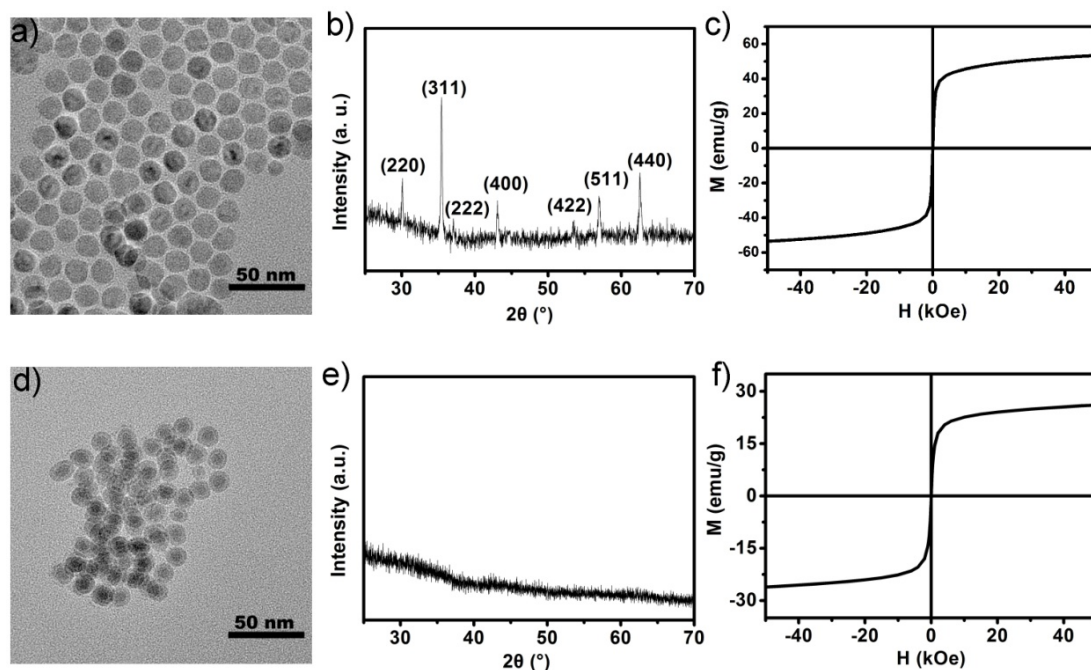 a)
50 nm
b)
Intensity (a. u.)
(220)
(311)
(222)
(400)
(422)
(511)
(440)
30 40 50 60 70
2θ (°)
c)
M (emu/g)
60
40
20
0
-20
-40
-60
-40 -20 0 20 40
H (kOe)
d)
50 nm
e)
Intensity (a.u.)
30 40 50 60 70
2θ (°)
f)
M (emu/g)
30
15
0
-15
-30
-40 -20 0 20 40
H (kOe)